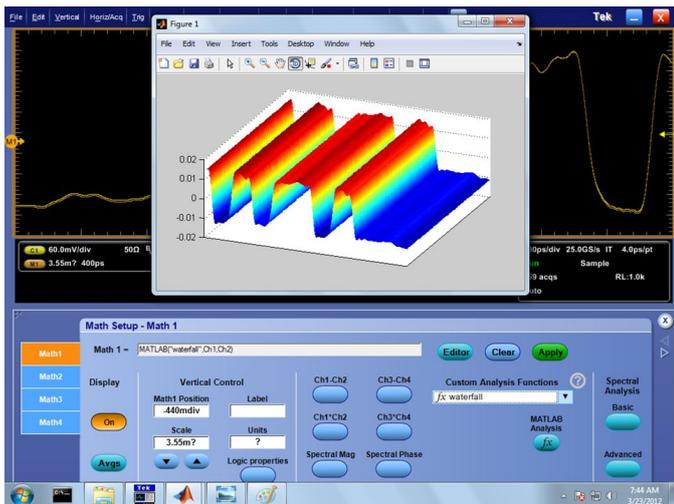 File Edit Vertical Horiz/Acq Trig
Tek
Figure 1
File Edit View Insert Tools Desktop Window Help
0.02
0.01
0
-0.01
-0.02
C1 60.0mV/div 50Ω
M1 3.55m? 400ps
0ps/div 25.0GS/s IT 4.0ps/pt
Sample
acqs RL:1.0k
uto
Math Setup - Math 1
Math1
Math2
Math3
Math4
Math 1 = MATLAB("waterfall",Ch1,Ch2)
Editor Clear Apply
Display
On
Avgs
Vertical Control
Math1 Position
-440mdiv
Label
Scale
3.55m?
Units
?
Logic properties
Ch1-Ch2 Ch3-Ch4
Ch1*Ch2 Ch3*Ch4
Spectral Mag Spectral Phase
Custom Analysis Functions
fx waterfall
MATLAB
Analysis
fx
Spectral
Analysis
Basic
Advanced
Tek
7:44 AM
3/23/2012